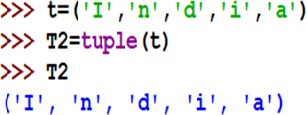 >>> t=('I','n','d','i','a')
>>> T2=tuple(t)
>>> T2
('I', 'n', 'd', 'i', 'a')